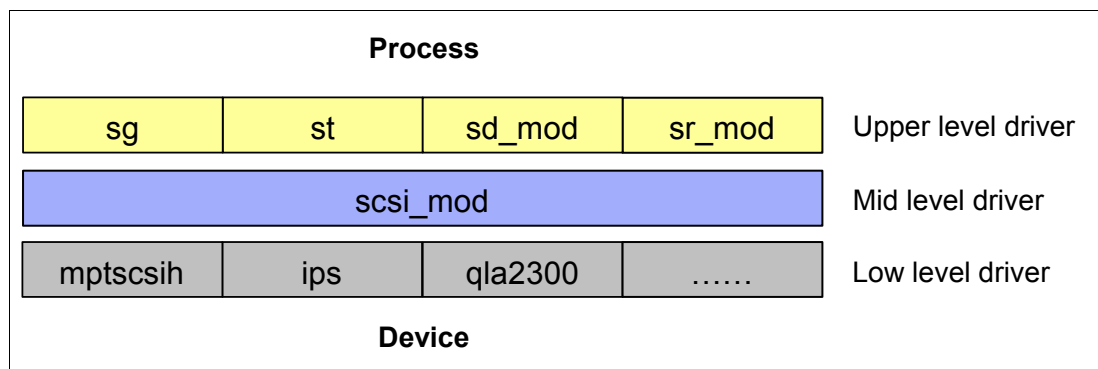 Process
sg st sd_mod sr_mod Upper level driver
scsi_mod Mid level driver
mptscsih ips qla2300 ...... Low level driver
Device